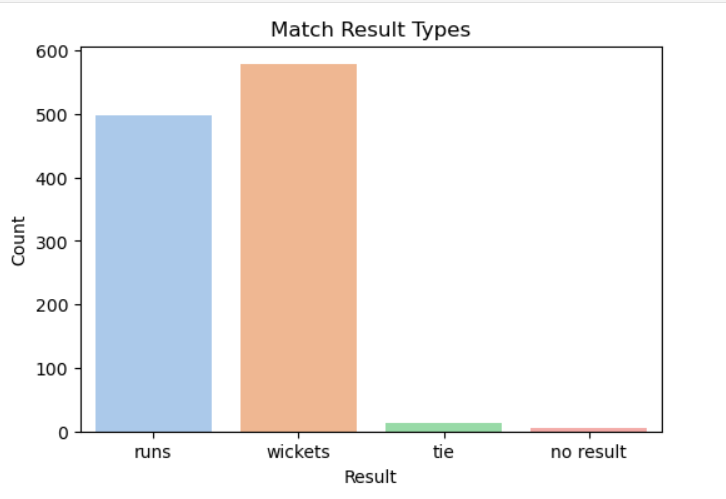 Match Result Types
600
500
400
300
200
100
0
Count
runs wickets tie no result
Result